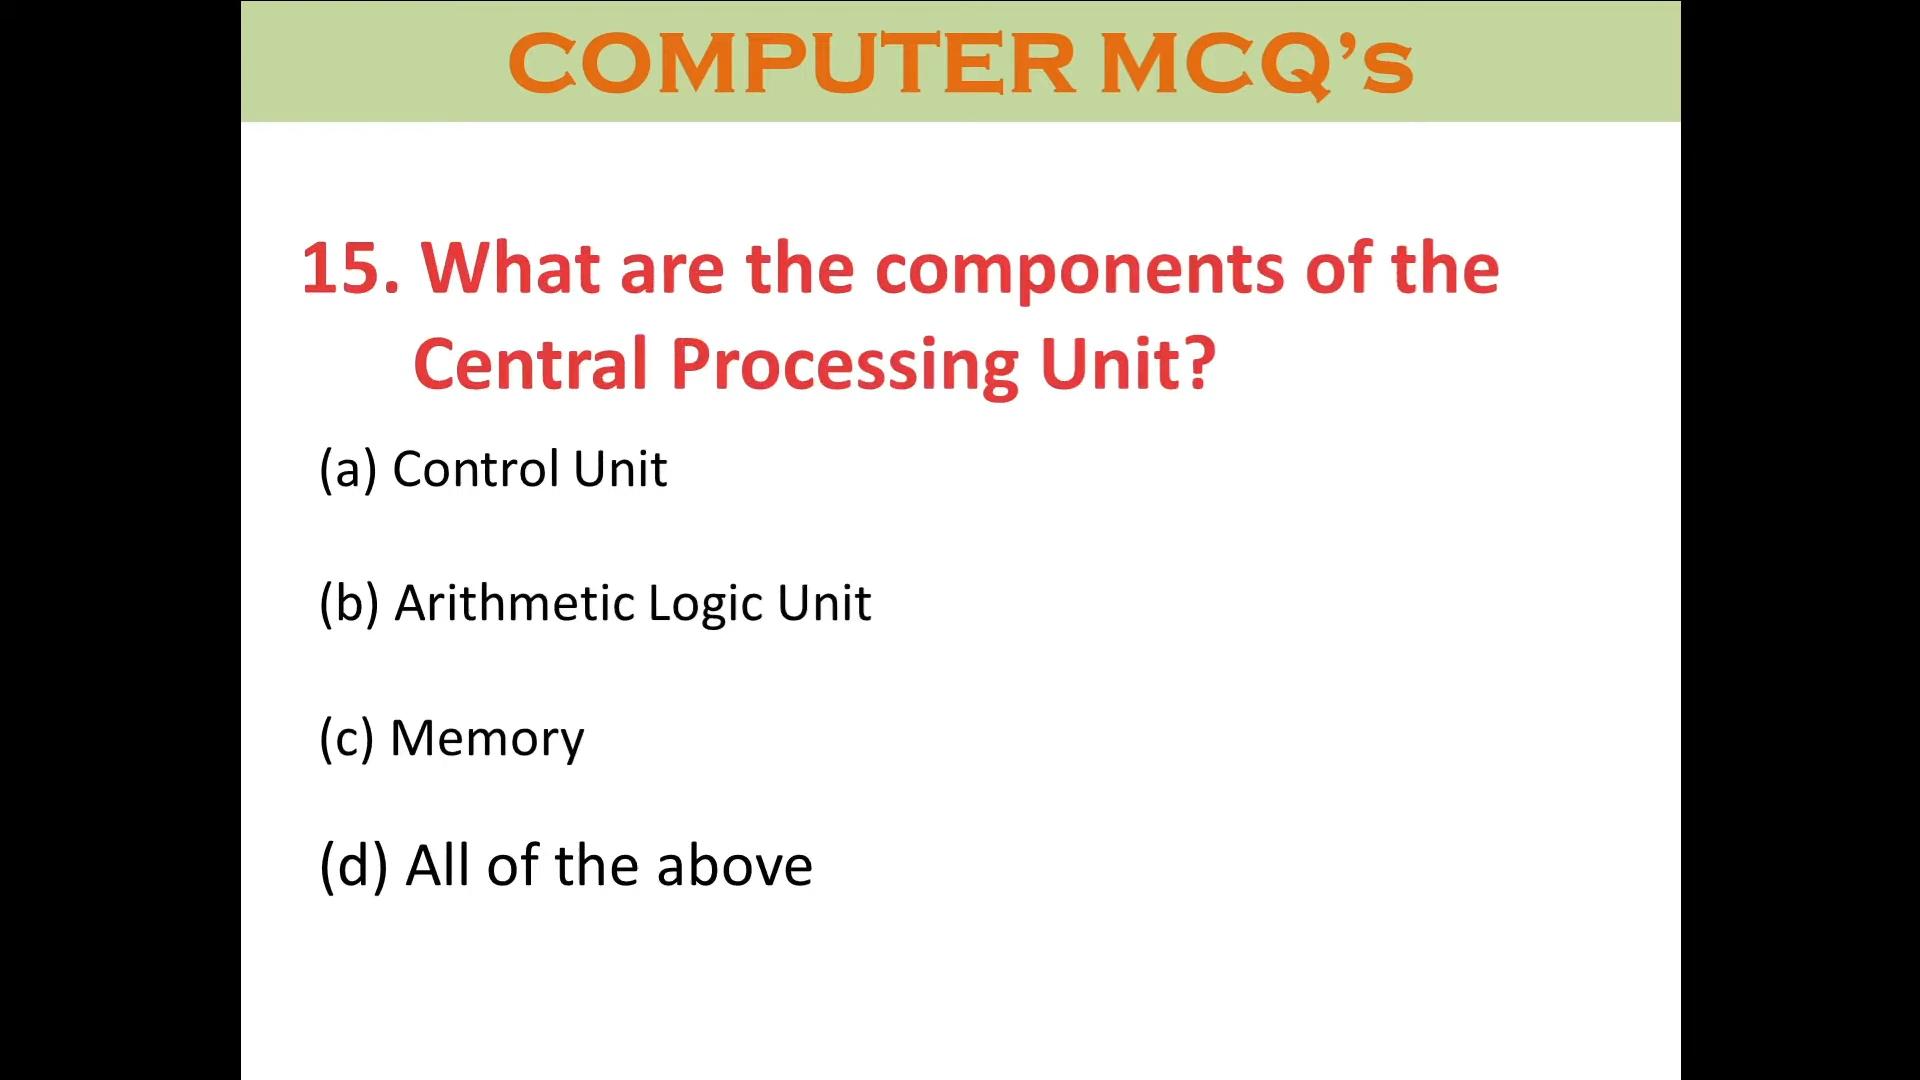 COMPUTER MCQ’s
15. What are the components of the
Central Processing Unit?
(a) Control Unit
(b) Arithmetic Logic Unit
(c) Memory
(d) All of the above